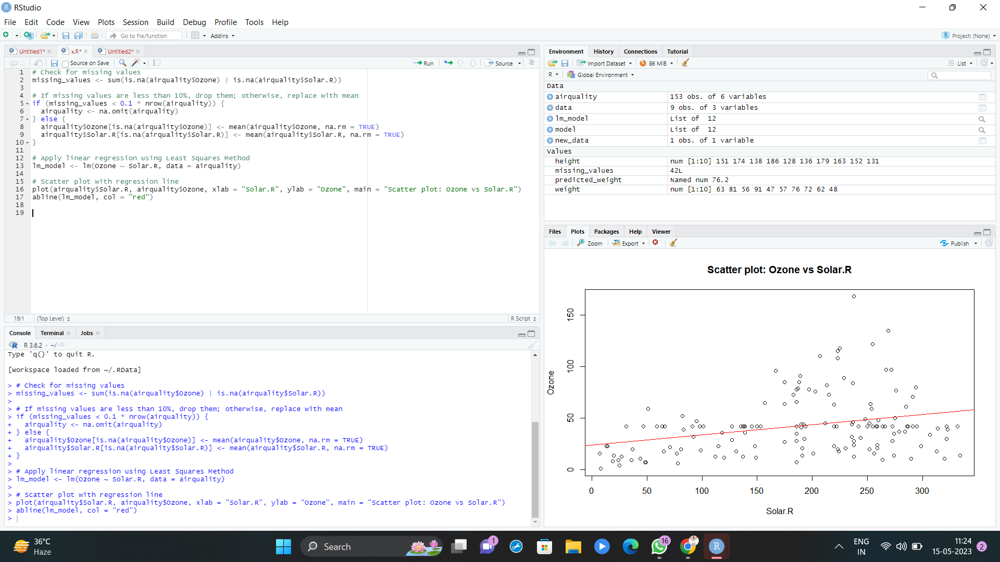 RStudio
File Edit Code View Plots Session Build Debug Profile Tools Help
Go to file/function Addins Project: (None)
Untitled1* x.R* Untitled2*
Source on Save Run Source
1 # Check for missing values
2 missing_values <- sum(is.na(airquality$Ozone) | is.na(airquality$Solar.R))
3
4 # If missing values are less than 10%, drop them; otherwise, replace with mean
5 if (missing_values < 0.1 * nrow(airquality)) {
6 airquality <- na.omit(airquality)
7 } else {
8 airquality$Ozone[is.na(airquality$Ozone)] <- mean(airquality$Ozone, na.rm = TRUE)
9 airquality$Solar.R[is.na(airquality$Solar.R)] <- mean(airquality$Solar.R, na.rm = TRUE)
10 }
11
12 # Apply linear regression using Least Squares Method
13 lm_model <- lm(Ozone ~ Solar.R, data = airquality)
14
15 # Scatter plot with regression line
16 plot(airquality$Solar.R, airquality$Ozone, xlab = "Solar.R", ylab = "Ozone", main = "Scatter plot: Ozone vs Solar.R")
17 abline(lm_model, col = "red")
18
19
19:1 (Top Level) R Script
Console Terminal Jobs
R 3.6.2 · ~/
Type 'q()' to quit R.
[Workspace loaded from ~/.RData]
> # Check for missing values
> missing_values <- sum(is.na(airquality$Ozone) | is.na(airquality$Solar.R))
>
> # If missing values are less than 10%, drop them; otherwise, replace with mean
> if (missing_values < 0.1 * nrow(airquality)) {
+ airquality <- na.omit(airquality)
+ } else {
+ airquality$Ozone[is.na(airquality$Ozone)] <- mean(airquality$Ozone, na.rm = TRUE)
+ airquality$Solar.R[is.na(airquality$Solar.R)] <- mean(airquality$Solar.R, na.rm = TRUE)
+ }
>
> # Apply linear regression using Least Squares Method
> lm_model <- lm(Ozone ~ Solar.R, data = airquality)
>
> # Scatter plot with regression line
> plot(airquality$Solar.R, airquality$Ozone, xlab = "Solar.R", ylab = "Ozone", main = "Scatter plot: Ozone vs Solar.R")
> abline(lm_model, col = "red")
>
Environment History Connections Tutorial
Import Dataset 86 MiB List
R Global Environment
Data
airquality 153 obs. of 6 variables
data 9 obs. of 3 variables
lm_model List of 12
model List of 12
new_data 1 obs. of 1 variable
Values
height num [1:10] 151 174 138 186 128 136 179 163 152 131
missing_values 42L
predicted_weight Named num 76.2
weight num [1:10] 63 81 56 91 47 57 76 72 62 48
Files Plots Packages Help Viewer
Zoom Export Publish
Scatter plot: Ozone vs Solar.R
Ozone
150
100
50
0
0 50 100 150 200 250 300
Solar.R
36°C
Haze
Search
1
16
R
ENG
IN
11:24
15-05-2023
2